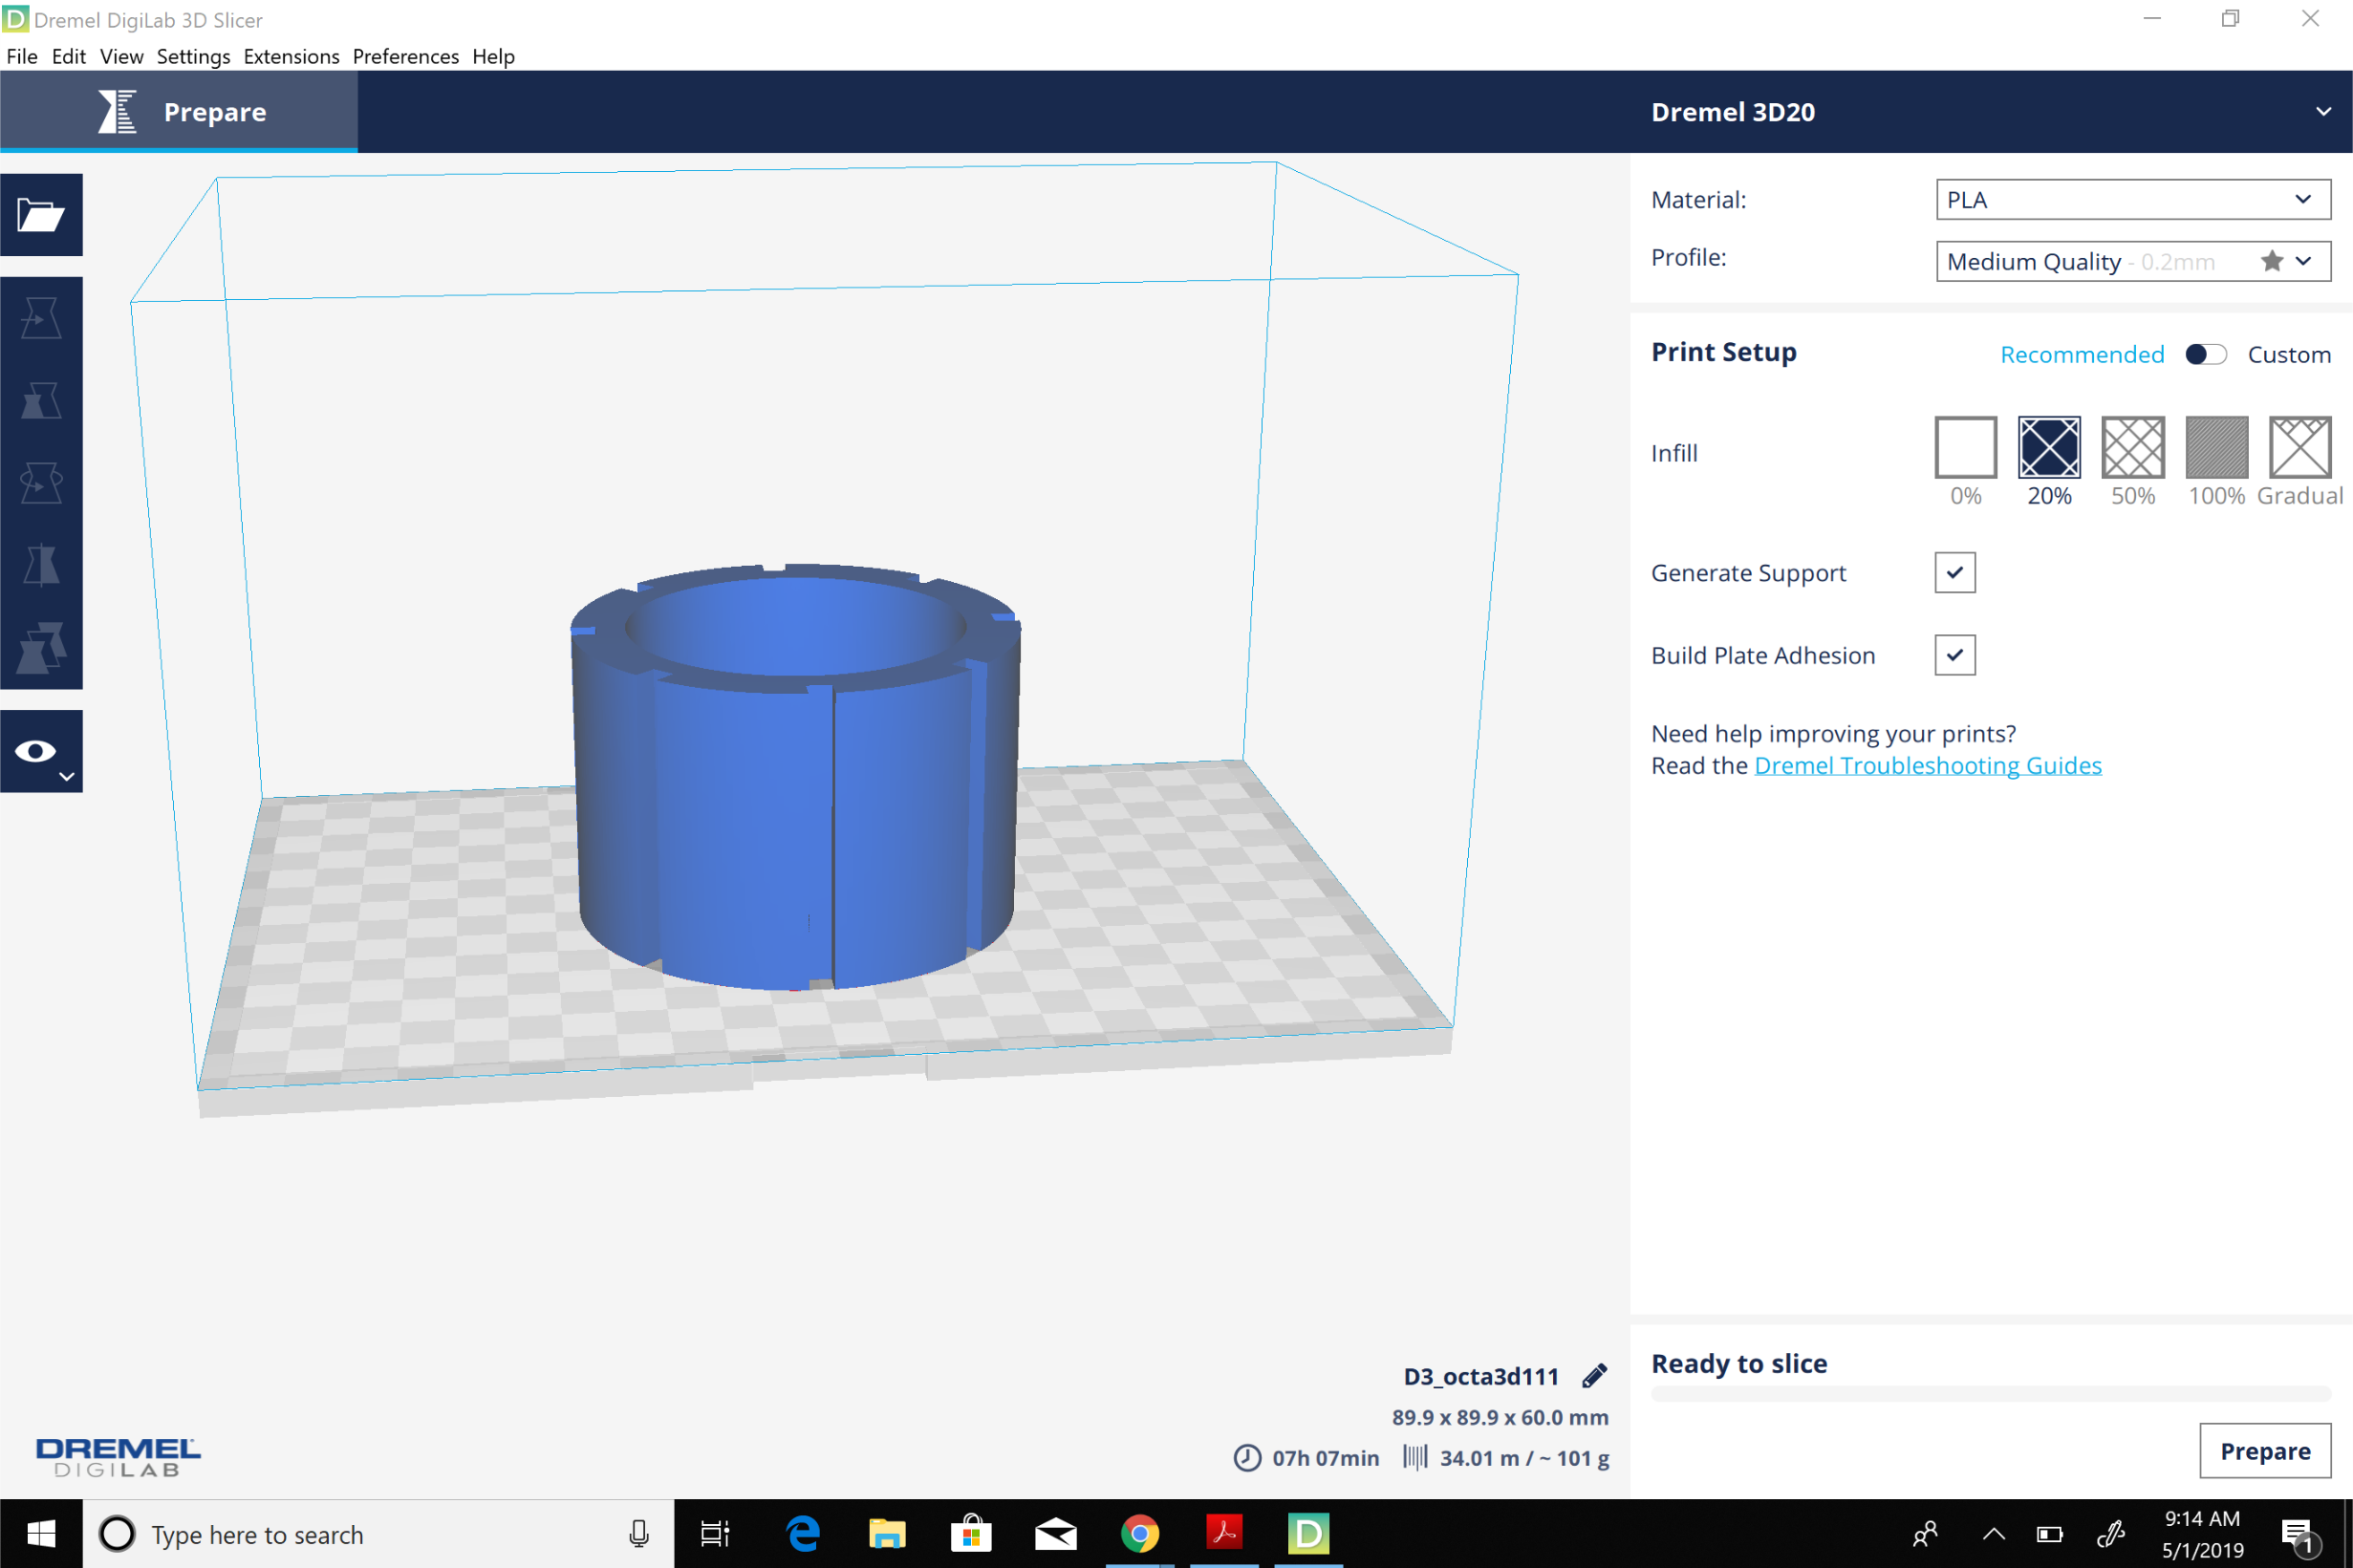 D Dremel DigiLab 3D Slicer
File Edit View Settings Extensions Preferences Help
Prepare
Dremel 3D20
Material:
PLA
Profile:
Medium Quality - 0.2mm
Print Setup
Recommended
Custom
Infill
0%
20%
50%
100%
Gradual
Generate Support
Build Plate Adhesion
Need help improving your prints?
Read the Dremel Troubleshooting Guides
D3_octa3d111
89.9 x 89.9 x 60.0 mm
07h 07min
34.01 m / ~ 101 g
Ready to slice
Prepare
DREMEL
DIGILAB
Type here to search
D
9:14 AM
5/1/2019
1